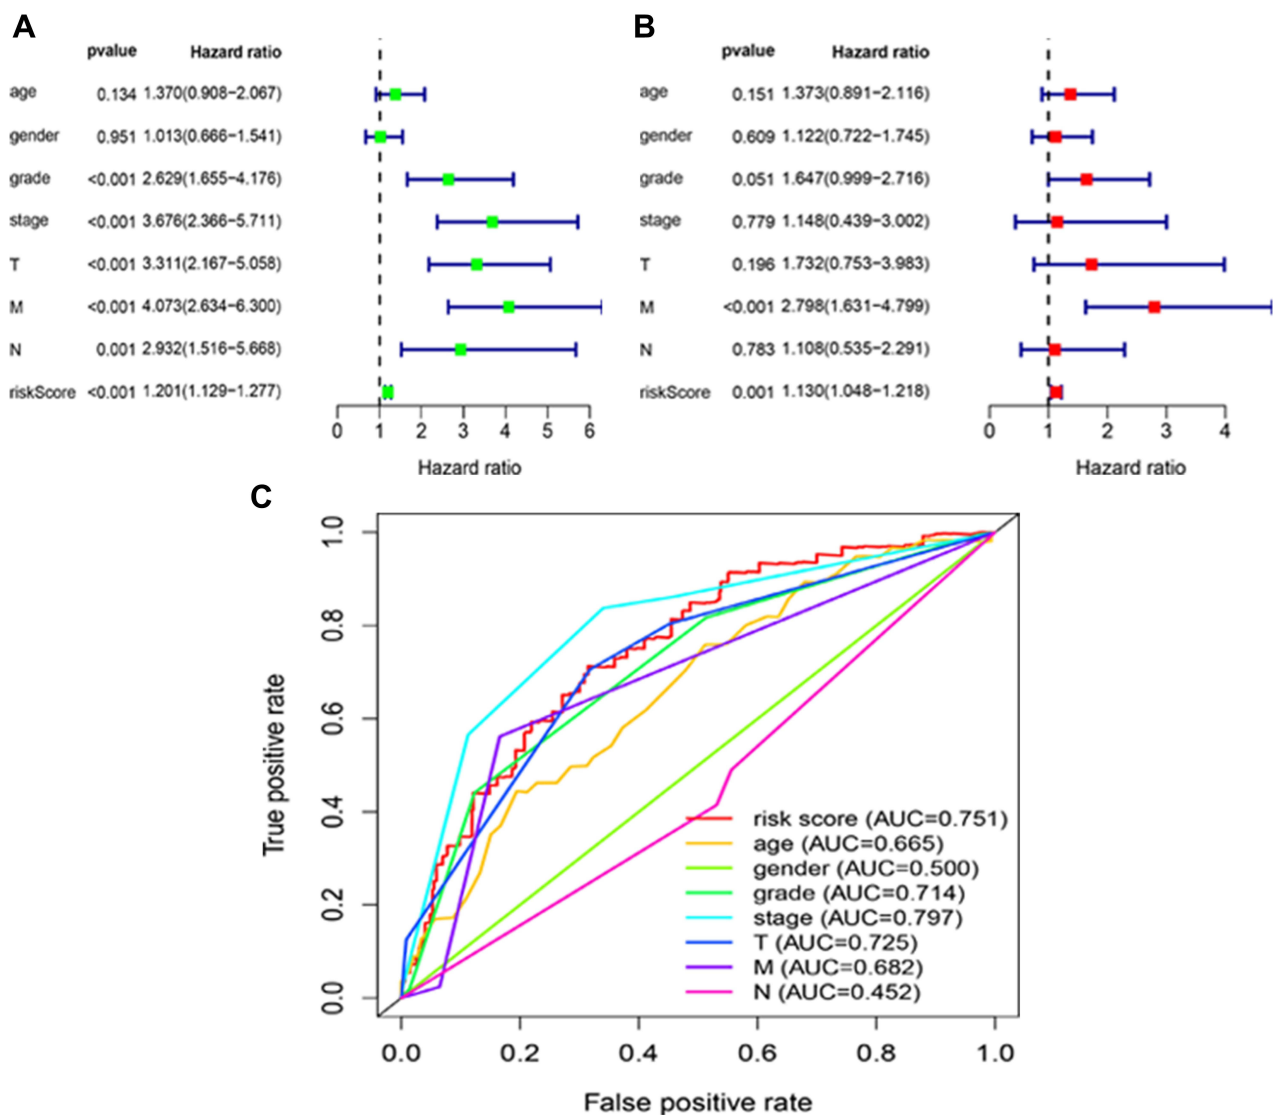 A
pvalue Hazard ratio
age 0.134 1.370(0.908−2.067)
gender 0.951 1.013(0.666−1.541)
grade <0.001 2.629(1.655−4.176)
stage <0.001 3.676(2.366−5.711)
T <0.001 3.311(2.167−5.058)
M <0.001 4.073(2.634−6.300)
N 0.001 2.932(1.516−5.668)
riskScore <0.001 1.201(1.129−1.277)
0 1 2 3 4 5 6
Hazard ratio
B
pvalue Hazard ratio
age 0.151 1.373(0.891−2.116)
gender 0.609 1.122(0.722−1.745)
grade 0.051 1.647(0.999−2.716)
stage 0.779 1.148(0.439−3.002)
T 0.196 1.732(0.753−3.983)
M <0.001 2.798(1.631−4.799)
N 0.783 1.108(0.535−2.291)
riskScore 0.001 1.130(1.048−1.218)
0 1 2 3 4
Hazard ratio
C
True positive rate
1.0
0.8
0.6
0.4
0.2
0.0
risk score (AUC=0.751)
age (AUC=0.665)
gender (AUC=0.500)
grade (AUC=0.714)
stage (AUC=0.797)
T (AUC=0.725)
M (AUC=0.682)
N (AUC=0.452)
0.0 0.2 0.4 0.6 0.8 1.0
False positive rate